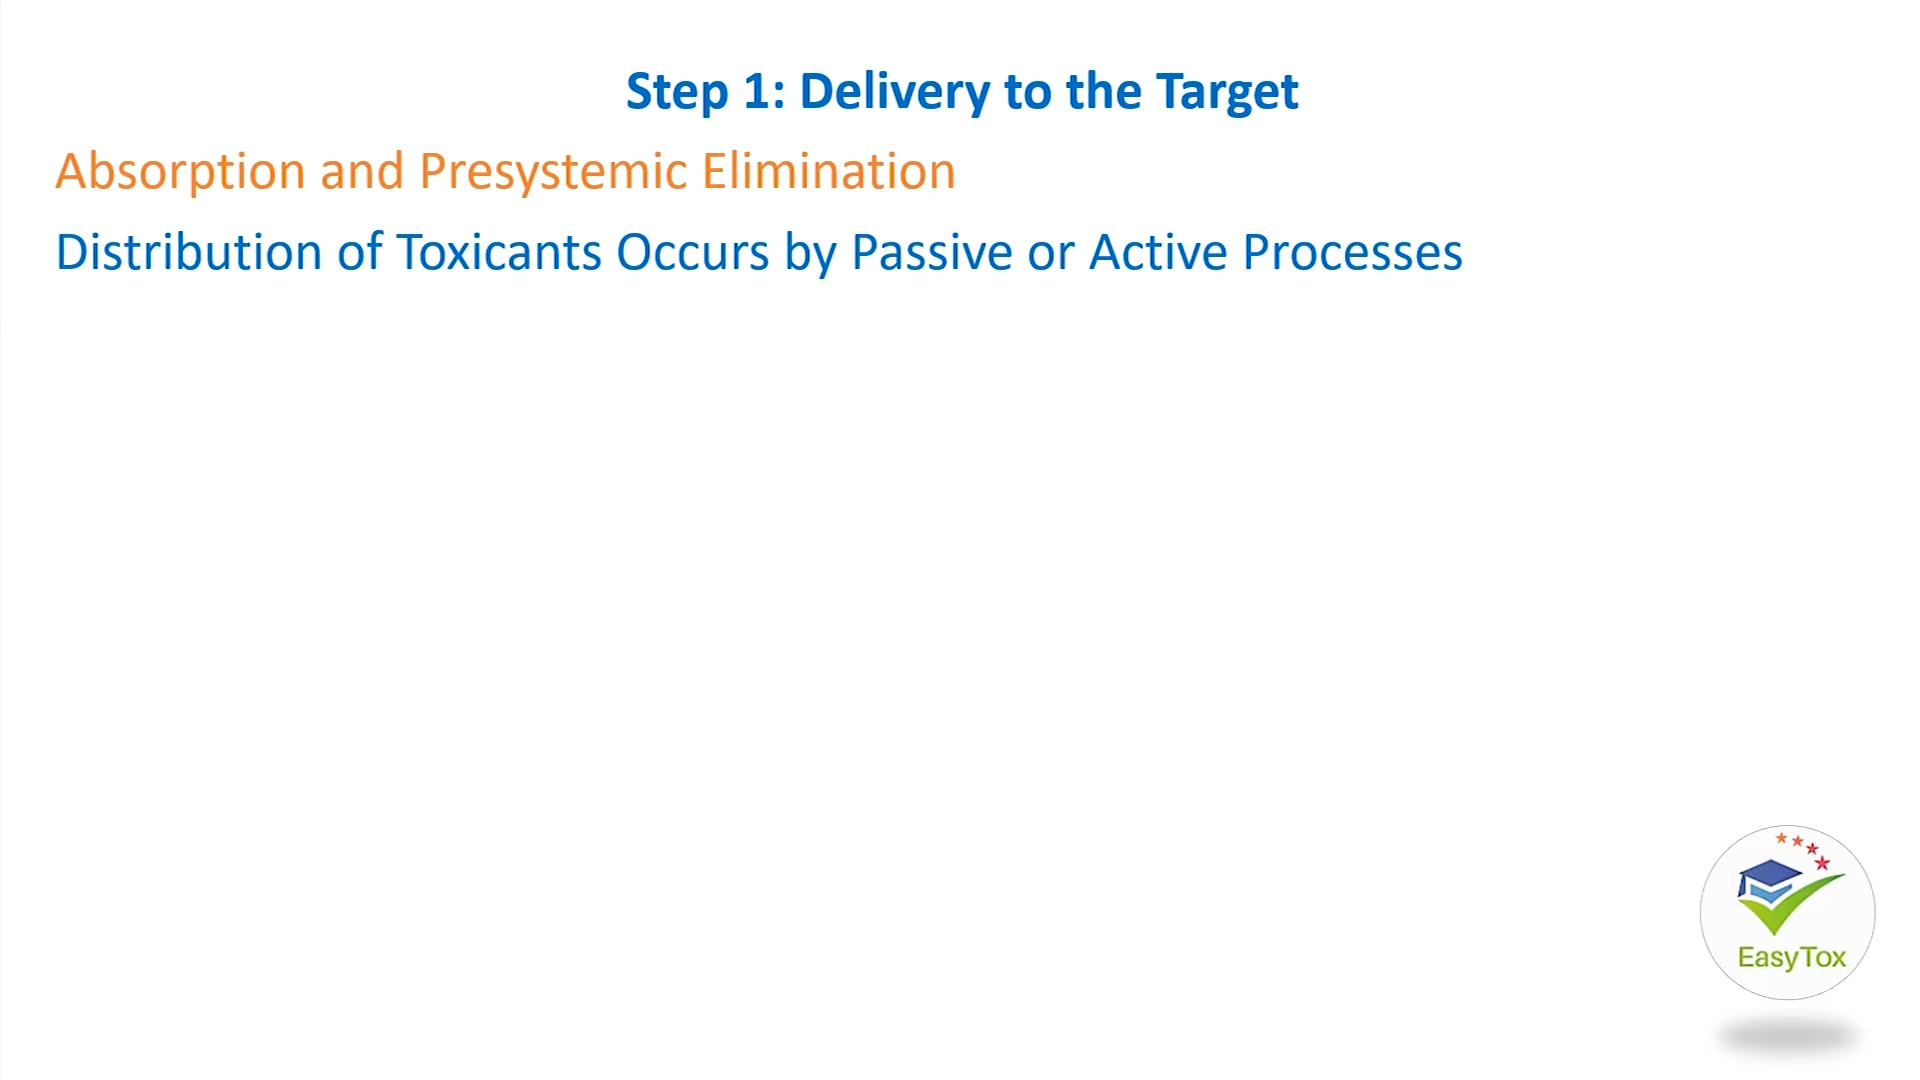 Step 1: Delivery to the Target
Absorption and Presystemic Elimination
Distribution of Toxicants Occurs by Passive or Active Processes
EasyTox